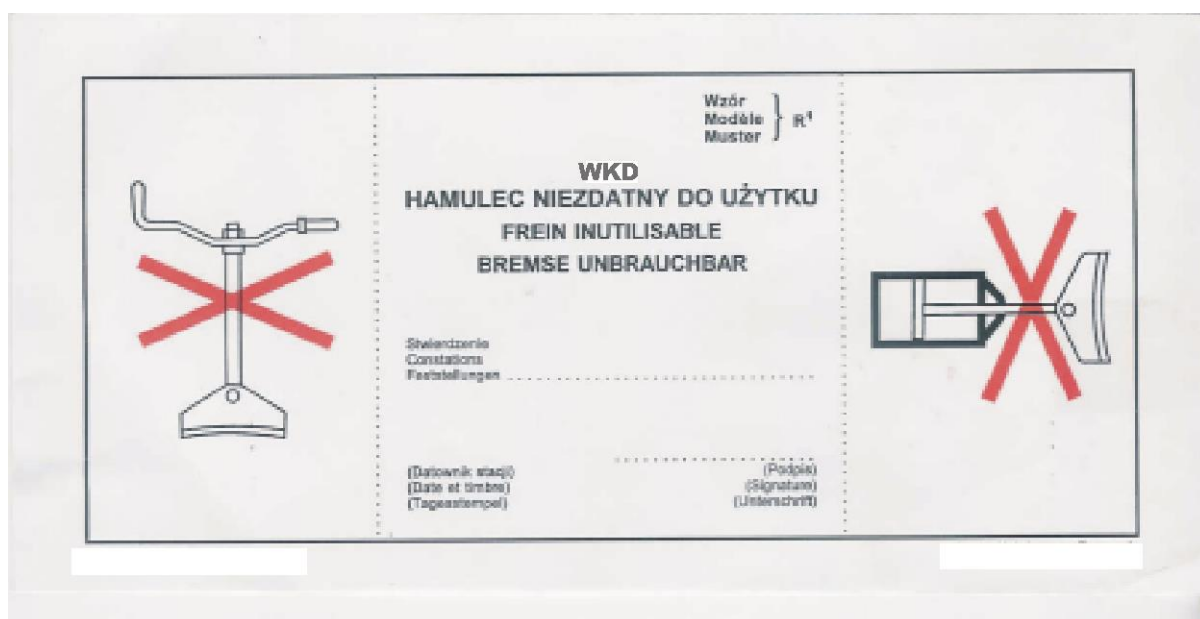 Wzór
Modèle
Muster
R¹
WKD
HAMULEC NIEZDATNY DO UŻYTKU
FREIN INUTILISABLE
BREMSE UNBRAUCHBAR
Stwierdzenie
Constations
Feststellungen
(Datownik stacji)
(Date et timbre)
(Tagesstempel)
(Podpis)
(Signature)
(Unterschrift)